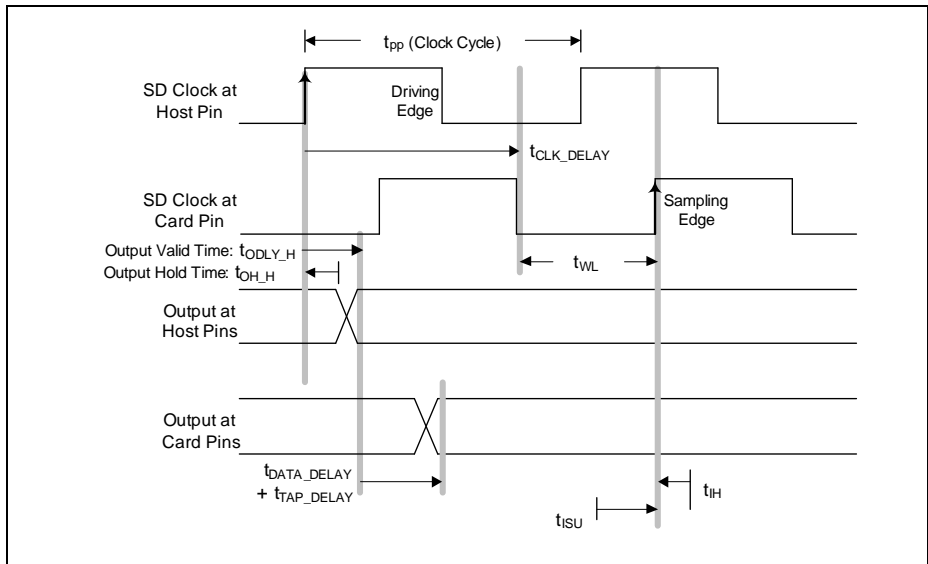 tpp (Clock Cycle)
SD Clock at
Host Pin
Driving
Edge
tCLK_DELAY
SD Clock at
Card Pin
Sampling
Edge
Output Valid Time: tODLY_H
Output Hold Time: tOH_H
tWL
Output at
Host Pins
Output at
Card Pins
tDATA_DELAY
+ tTAP_DELAY
tIH
tISU